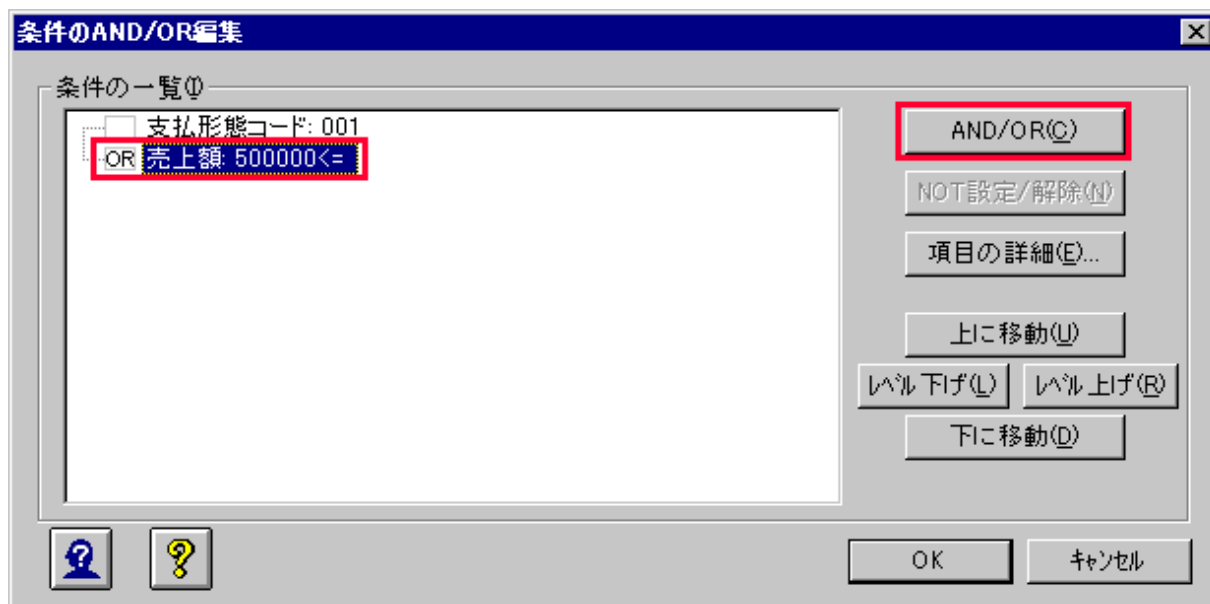 条件のAND/OR編集
条件の一覧(I)
支払形態コード: 001
OR 売上額: 500000<=
AND/OR(C)
NOT設定/解除(N)
項目の詳細(E)...
上に移動(U)
ﾚﾍﾞﾙ下げ(L)
ﾚﾍﾞﾙ上げ(R)
下に移動(D)
OK
ｷｬﾝｾﾙ